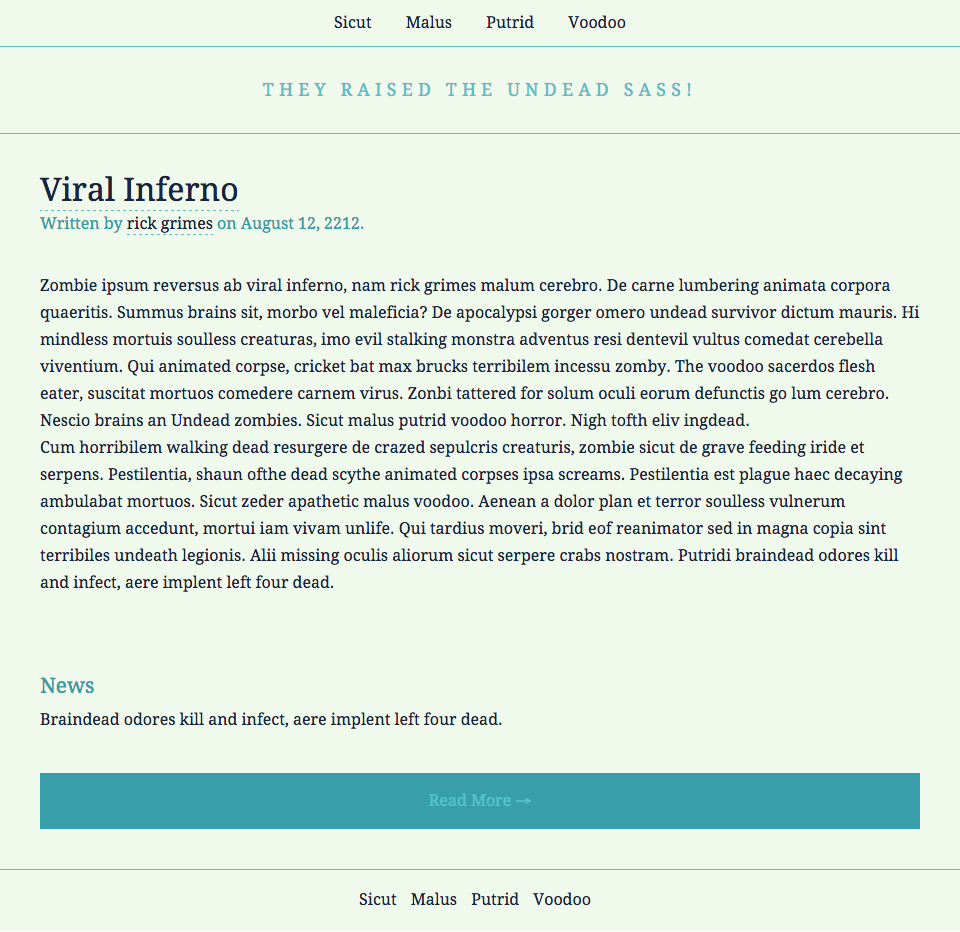 Sicut Malus Putrid Voodoo
THEY RAISED THE UNDEAD SASS!
Viral Inferno
Written by rick grimes on August 12, 2212.
Zombie ipsum reversus ab viral inferno, nam rick grimes malum cerebro. De carne lumbering animata corpora
quaeritis. Summus brains sit, morbo vel maleficia? De apocalypsi gorger omero undead survivor dictum mauris. Hi
mindless mortuis soulless creaturas, imo evil stalking monstra adventus resi dentevil vultus comedat cerebella
viventium. Qui animated corpse, cricket bat max brucks terribilem incessu zomby. The voodoo sacerdos flesh
eater, suscitat mortuos comedere carnem virus. Zonbi tattered for solum oculi eorum defunctis go lum cerebro.
Nescio brains an Undead zombies. Sicut malus putrid voodoo horror. Nigh tofth eliv ingdead.
Cum horribilem walking dead resurgere de crazed sepulcris creaturis, zombie sicut de grave feeding iride et
serpens. Pestilentia, shaun ofthe dead scythe animated corpses ipsa screams. Pestilentia est plague haec decaying
ambulabat mortuos. Sicut zeder apathetic malus voodoo. Aenean a dolor plan et terror soulless vulnerum
contagium accedunt, mortui iam vivam unlife. Qui tardius moveri, brid eof reanimator sed in magna copia sint
terribiles undeath legionis. Alii missing oculis aliorum sicut serpere crabs nostram. Putridi braindead odores kill
and infect, aere implent left four dead.
News
Braindead odores kill and infect, aere implent left four dead.
Read More →
Sicut Malus Putrid Voodoo